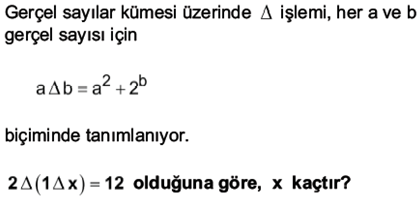 Gerçel sayılar kümesi üzerinde Δ işlemi, her a ve b
gerçel sayısı için
a Δ b = a² + 2ᵇ
biçiminde tanımlanıyor.
2 Δ (1 Δ x) = 12 olduğuna göre, x kaçtır?